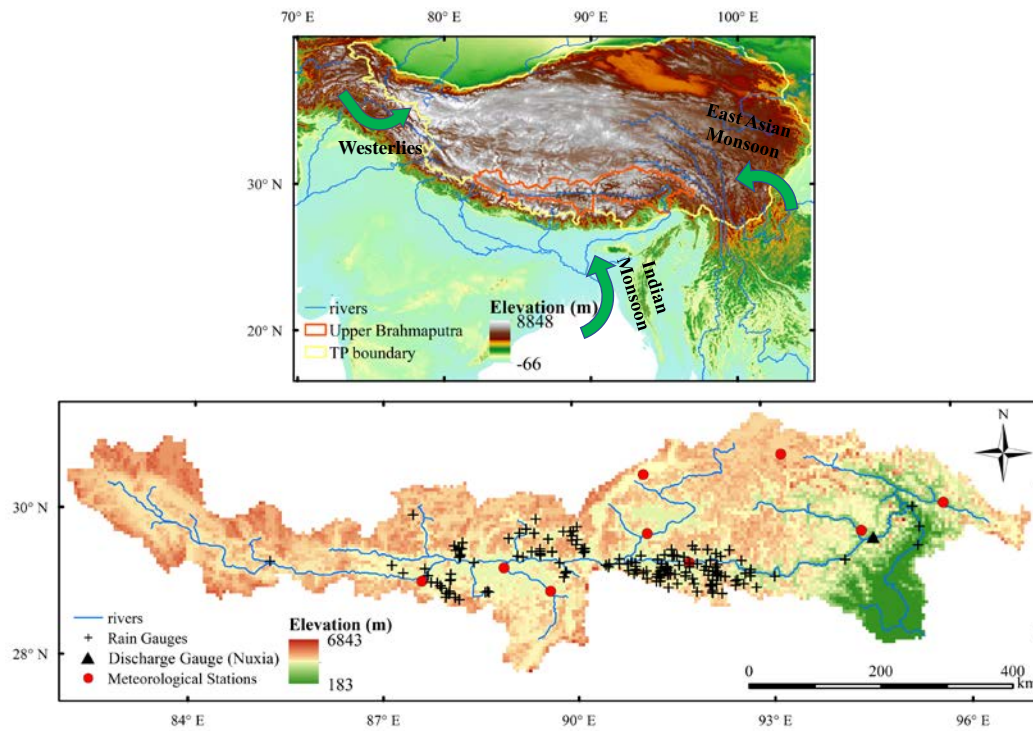 70° E 80° E 90° E 100° E
East Asian
Monsoon
Westerlies
30° N
Indian
Monsoon
rivers
Upper Brahmaputra
TP boundary
Elevation (m)
8848
-66
20° N
N
30° N
rivers
Rain Gauges
Discharge Gauge (Nuxia)
Meteorological Stations
Elevation (m)
6843
183
28° N
0 200 400
km
84° E 87° E 90° E 93° E 96° E